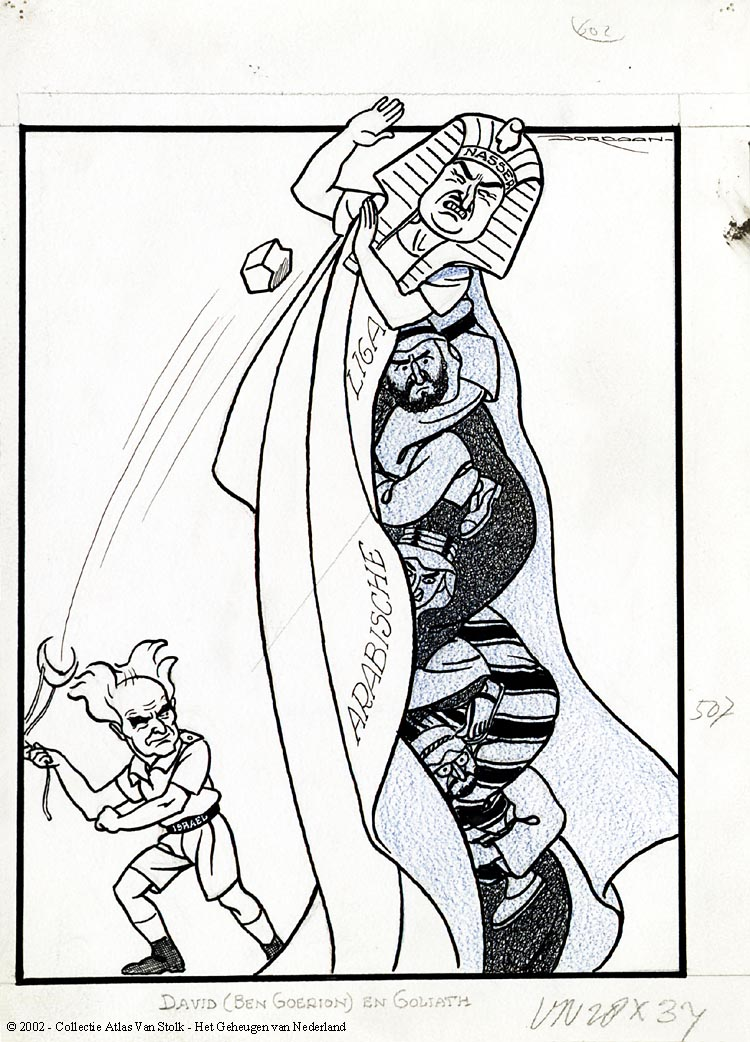 602
JORDAAN
NASSER
LIGA
ARABISCHE
507
ISRAEL
DAVID (BEN GOERION) EN GOLIATH
VN 28 X 37
© 2002 - Collectie Atlas Van Stolk - Het Geheugen van Nederland